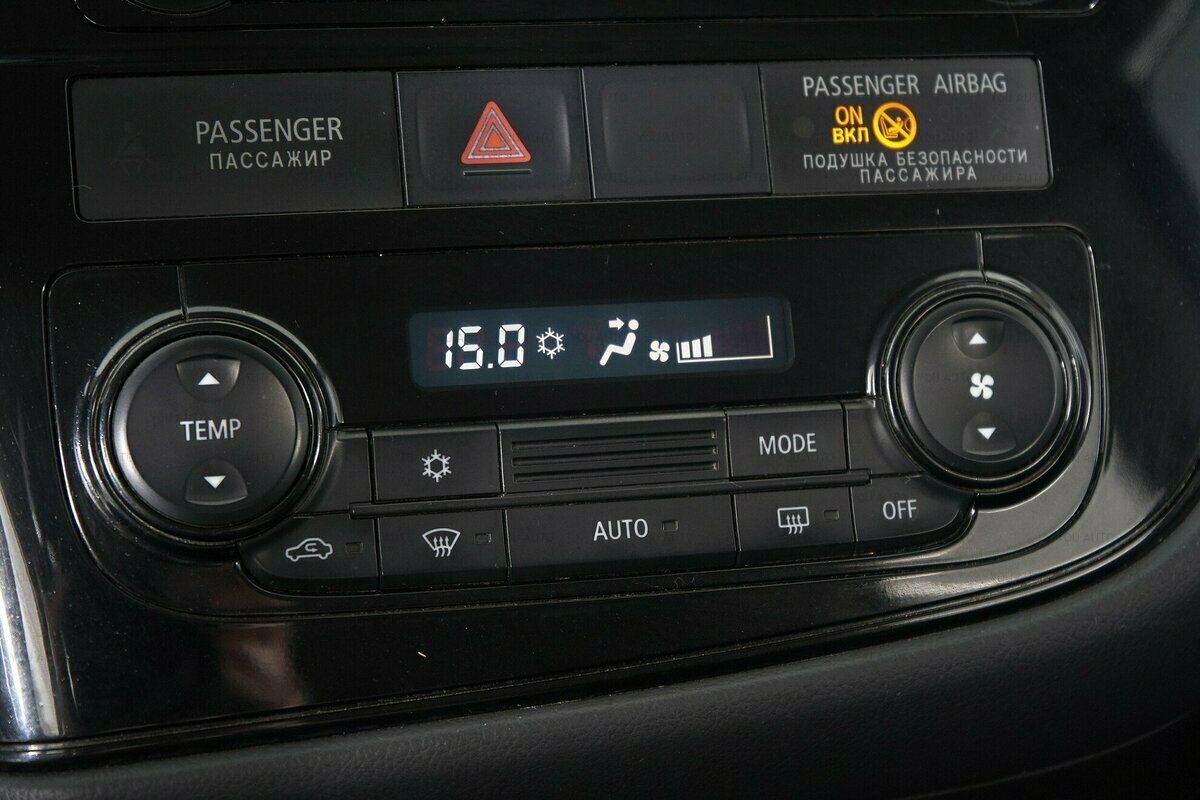 PASSENGER
ПАССАЖИР
PASSENGER AIRBAG
ON
ВКЛ
ПОДУШКА БЕЗОПАСНОСТИ
ПАССАЖИРА
15.0
TEMP
MODE
AUTO
OFF